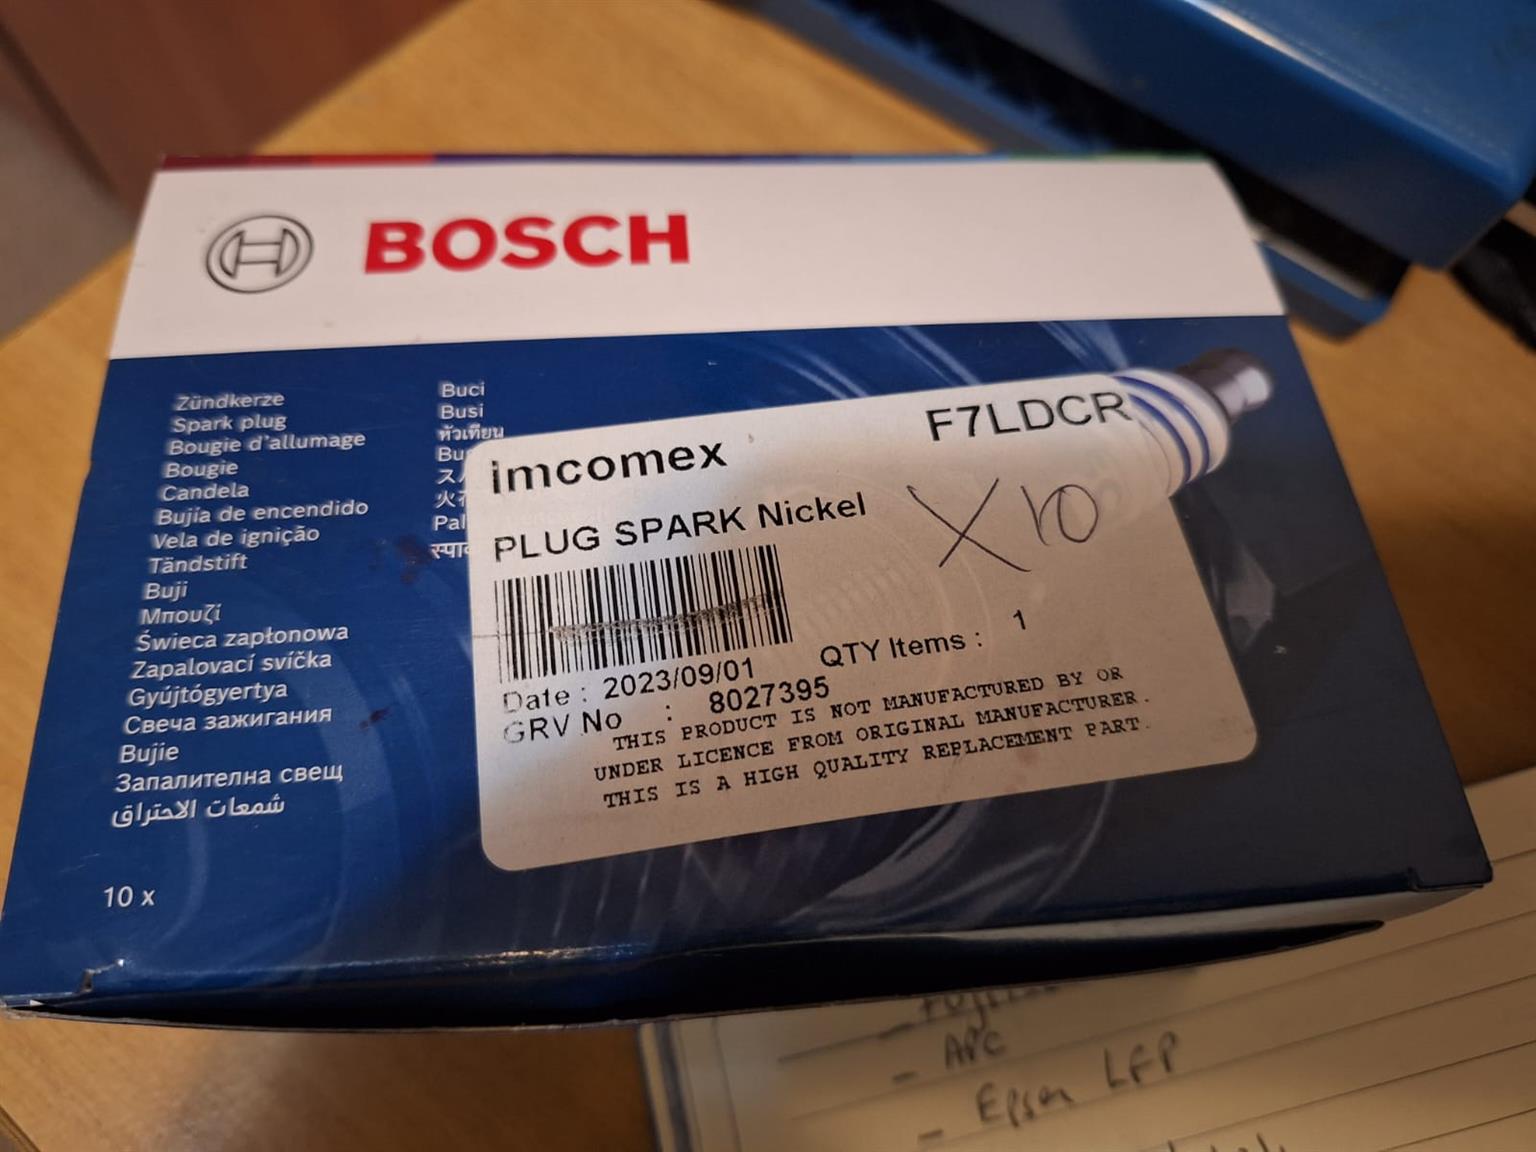 BOSCH
Zündkerze
Spark plug
Bougie d'allumage
Bougie
Candela
Bujía de encendido
Vela de ignição
Tändstift
Buji
Μπουζί
Świeca zapłonowa
Zapalovací svíčka
Gyújtógyertya
Свеча зажигания
Bujie
Запалителна свещ
شمعات الاحتراق
10 x
Buci
Busi
หัวเทียน
imcomex
F7LDCR
PLUG SPARK Nickel
X10
Date : 2023/09/01
QTY Items : 1
GRV No : 8027395
THIS PRODUCT IS NOT MANUFACTURED BY OR
UNDER LICENCE FROM ORIGINAL MANUFACTURER.
THIS IS A HIGH QUALITY REPLACEMENT PART.
- APC
- Epson LFP